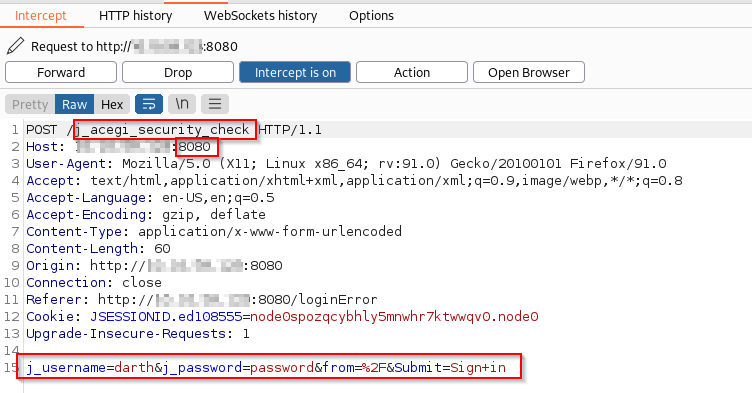 Intercept HTTP history WebSockets history Options
Request to http:// :8080
Forward Drop Intercept is on Action Open Browser
Pretty Raw Hex \n
1 POST /j_acegi_security_check HTTP/1.1
2 Host: :8080
3 User-Agent: Mozilla/5.0 (X11; Linux x86_64; rv:91.0) Gecko/20100101 Firefox/91.0
4 Accept: text/html,application/xhtml+xml,application/xml;q=0.9,image/webp,*/*;q=0.8
5 Accept-Language: en-US,en;q=0.5
6 Accept-Encoding: gzip, deflate
7 Content-Type: application/x-www-form-urlencoded
8 Content-Length: 60
9 Origin: http:// :8080
10 Connection: close
11 Referer: http:// :8080/loginError
12 Cookie: JSESSIONID.ed108555=node0spozqcybhly5mnwhr7ktwwqv0.node0
13 Upgrade-Insecure-Requests: 1
14
15 j_username=darth&j_password=password&from=%2F&Submit=Sign+in